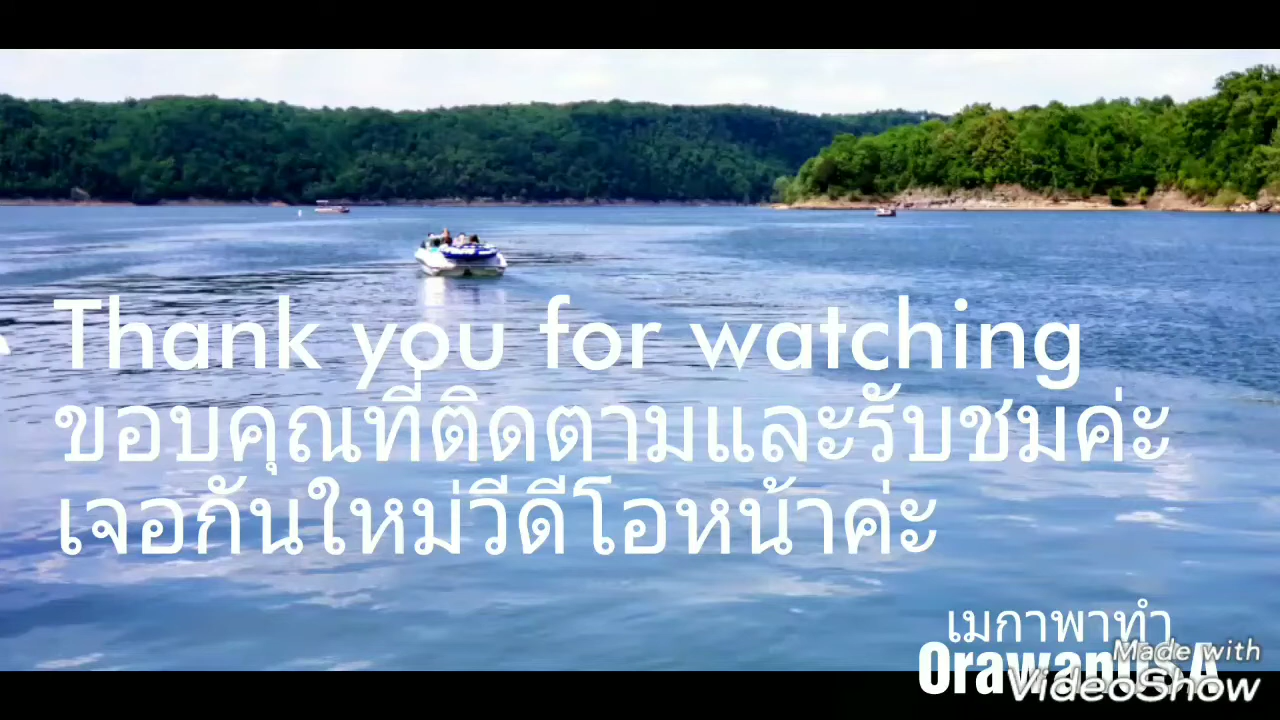 Thank you for watching
ขอบคุณที่ติดตามและรับชมค่ะ
เจอกันใหม่วีดีโอหน้าค่ะ
เมกาพาทำ
OrawanUSA
Made with
VideoShow